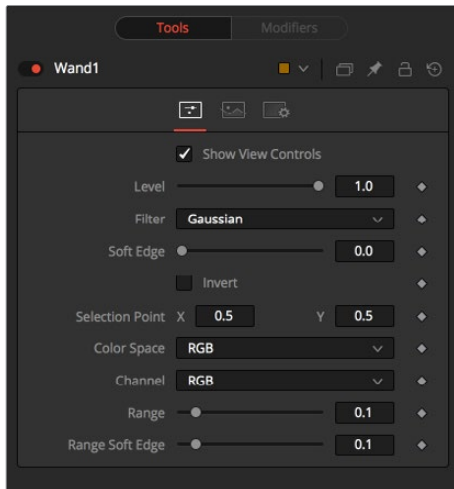 Tools Modifiers
Wand1
Show View Controls
Level 1.0
Filter Gaussian
Soft Edge 0.0
Invert
Selection Point X 0.5 Y 0.5
Color Space RGB
Channel RGB
Range 0.1
Range Soft Edge 0.1